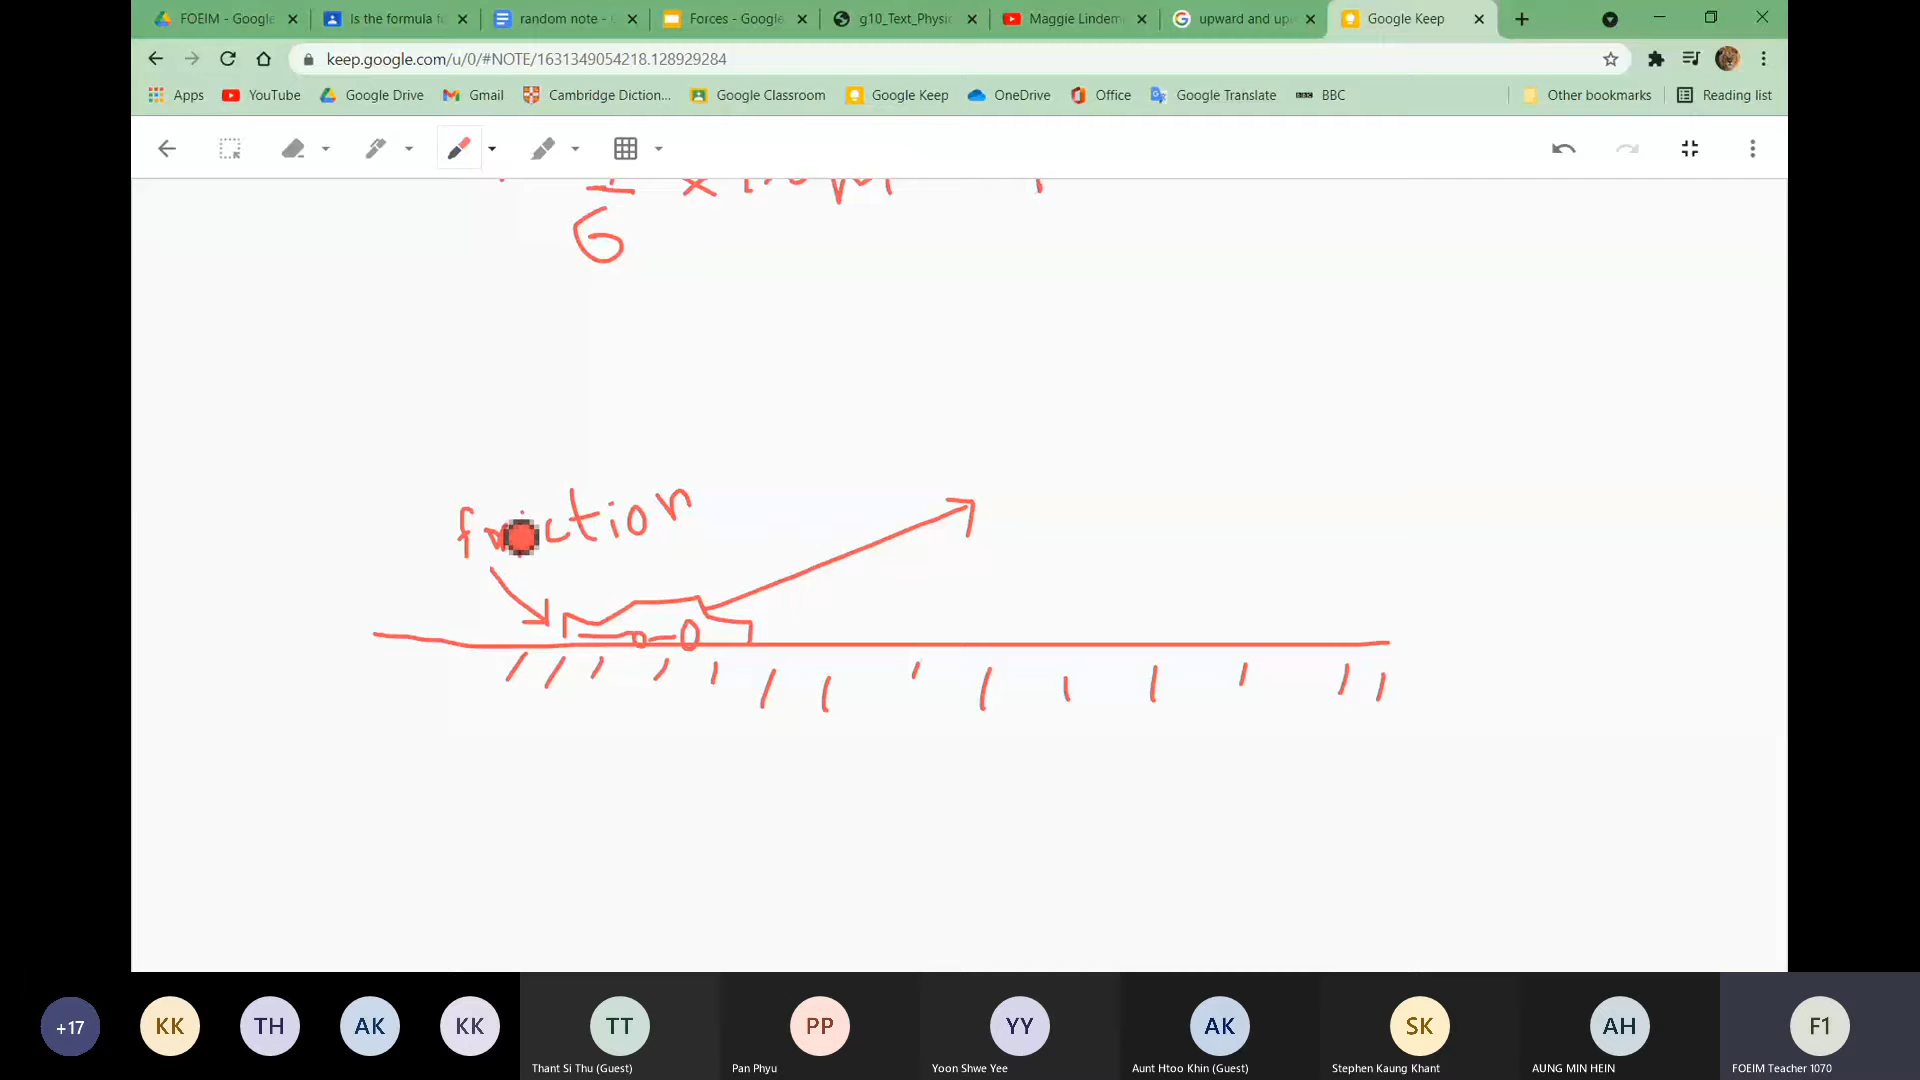 FOEIM - Google
Is the formula f
random note -
Forces - Google
g10_Text_Physic
Maggie Lindem
upward and up
Google Keep
keep.google.com/u/0/#NOTE/1631349054218.128929284
Apps
YouTube
Google Drive
Gmail
Cambridge Diction...
Google Classroom
Google Keep
OneDrive
Office
Google Translate
BBC
Other bookmarks
Reading list
6
friction
+17
KK
TH
AK
KK
TT
PP
YY
AK
SK
AH
F1
Thant Si Thu (Guest)
Pan Phyu
Yoon Shwe Yee
Aunt Htoo Khin (Guest)
Stephen Kaung Khant
AUNG MIN HEIN
FOEIM Teacher 1070